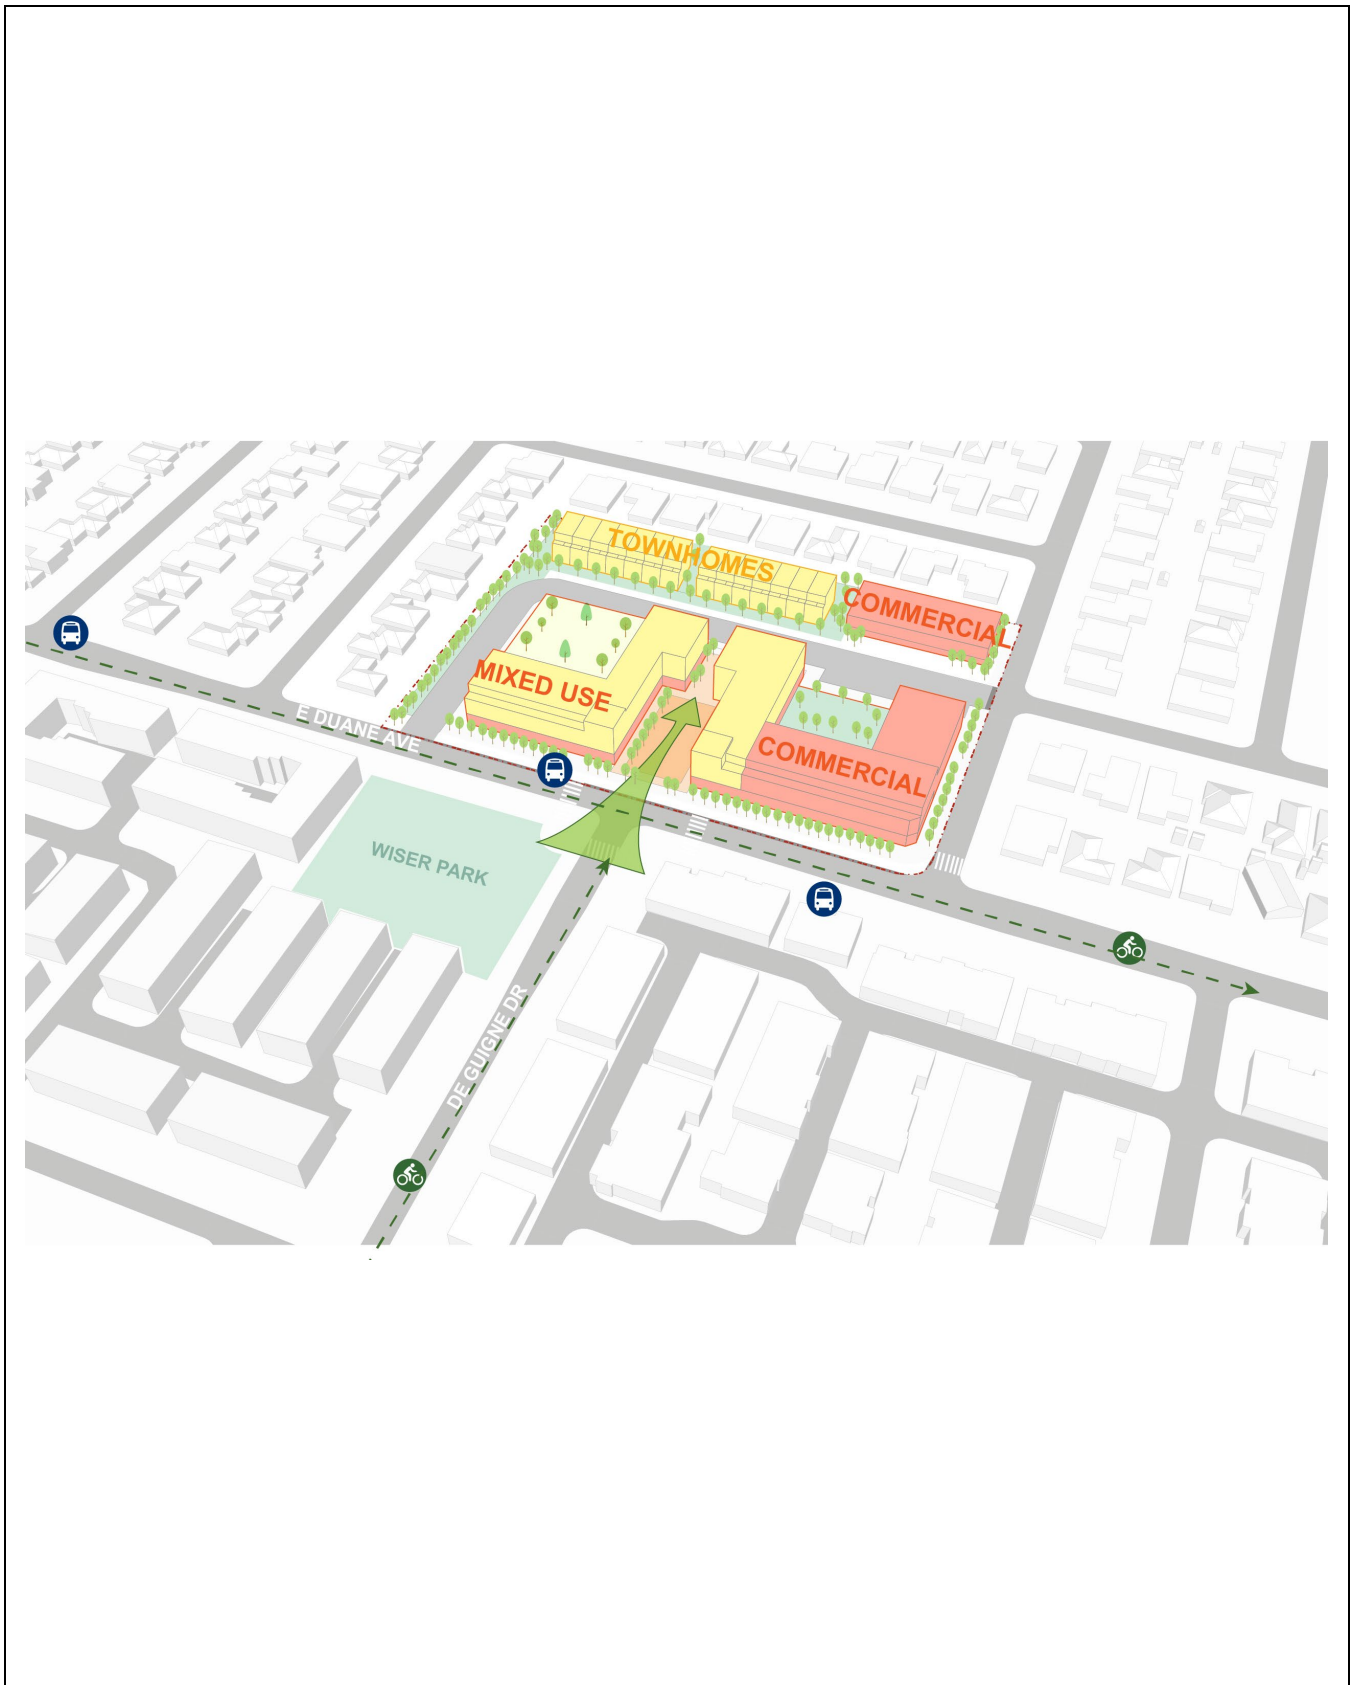 TOWNHOMES
COMMERCIAL
MIXED USE
COMMERCIAL
E DUANE AVE
WISER PARK
DE GUIGNE DR